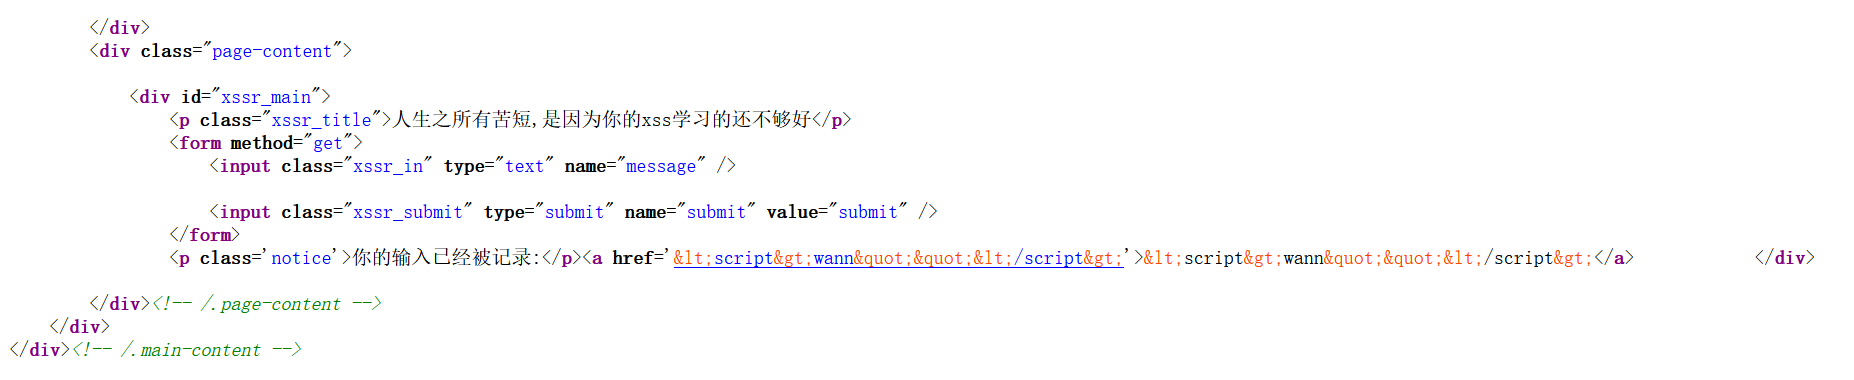 </div>
<div class="page-content">
<div id="xssr_main">
<p class="xssr_title">人生之所有苦短,是因为你的xss学习的还不够好</p>
<form method="get">
<input class="xssr_in" type="text" name="message" />
<input class="xssr_submit" type="submit" name="submit" value="submit" />
</form>
<p class='notice'>你的输入已经被记录:</p><a href='&lt;script&gt;wann&quot;&quot;&lt;/script&gt;'>&lt;script&gt;wann&quot;&quot;&lt;/script&gt;</a> </div>
</div><!-- /.page-content -->
</div>
</div><!-- /.main-content -->